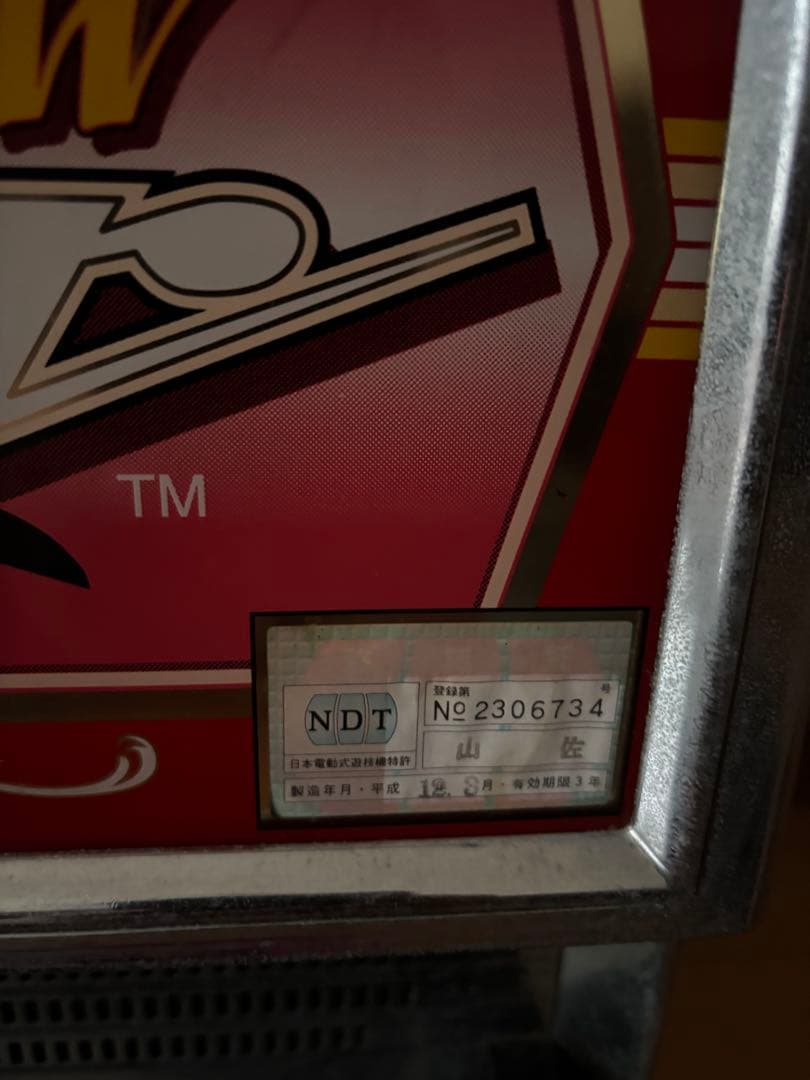 W
TM
登録第 号
NDT
№2306734
日本電動式遊技機特許
山佐
製造年月・平成 12. 3月・有効期限3年